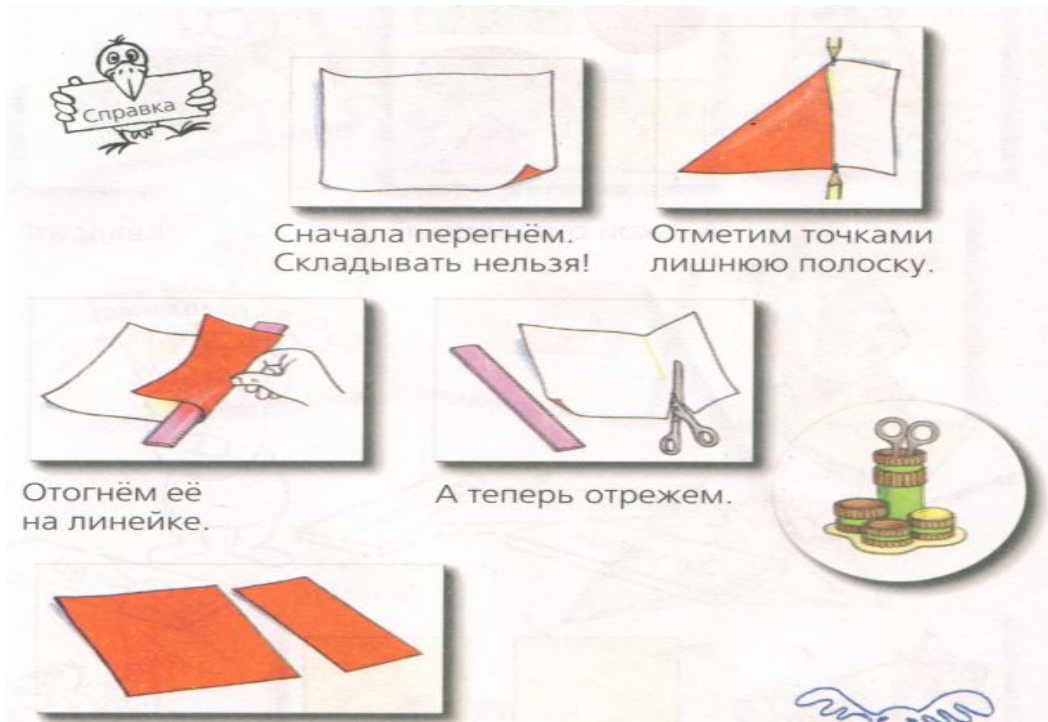 Справка
Сначала перегнём.
Складывать нельзя!
Отметим точками
лишнюю полоску.
Отогнём её
на линейке.
А теперь отрежем.